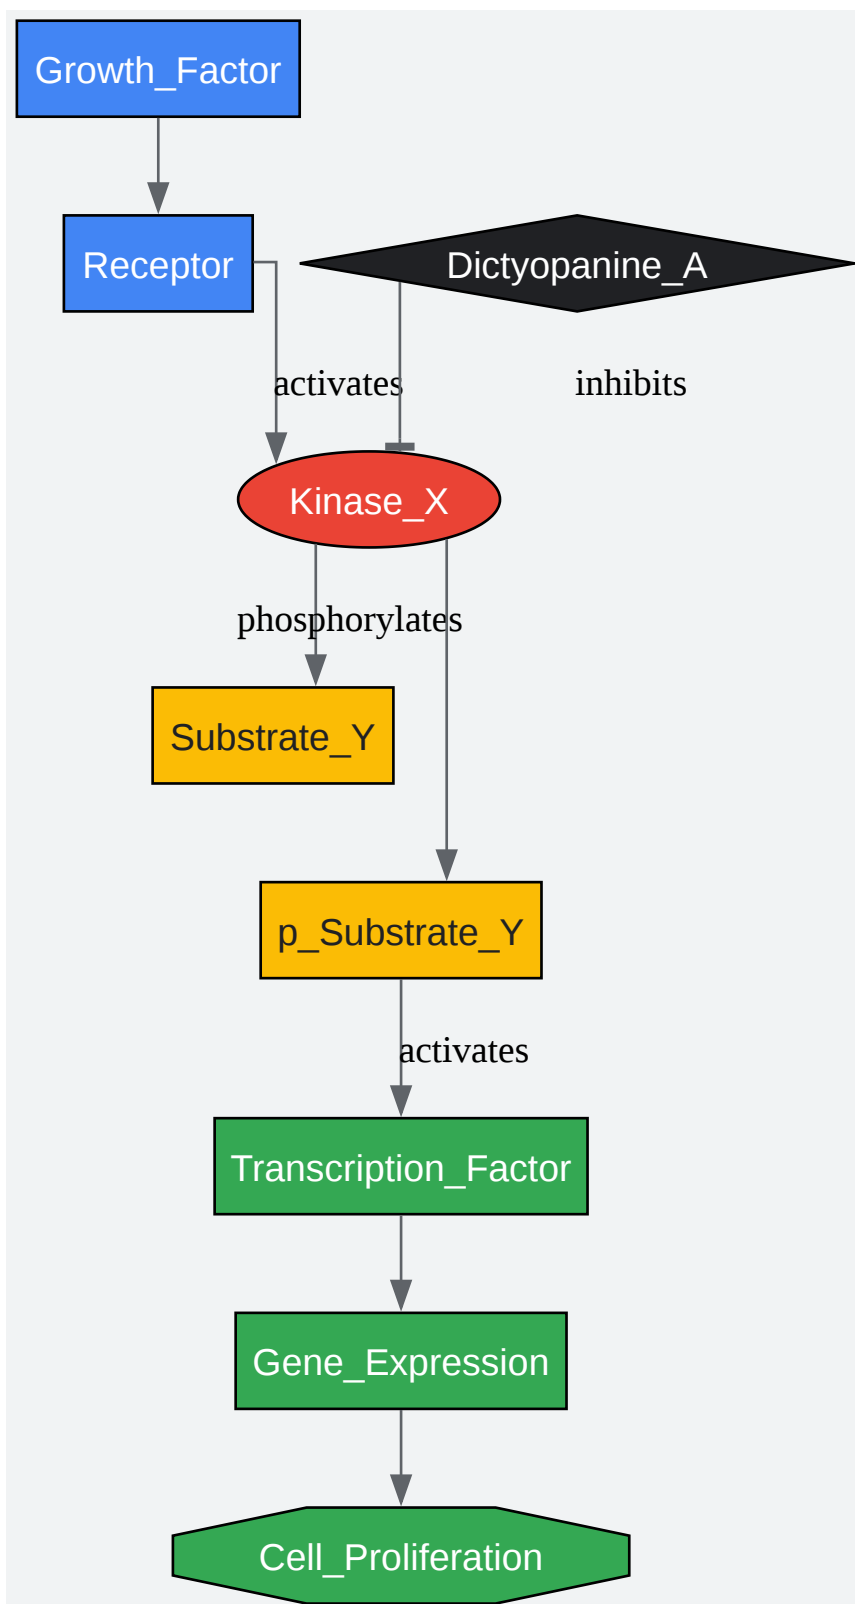 Growth_Factor
Receptor
Dictyopanine_A
activates
inhibits
Kinase_X
phosphorylates
Substrate_Y
p_Substrate_Y
activates
Transcription_Factor
Gene_Expression
Cell_Proliferation